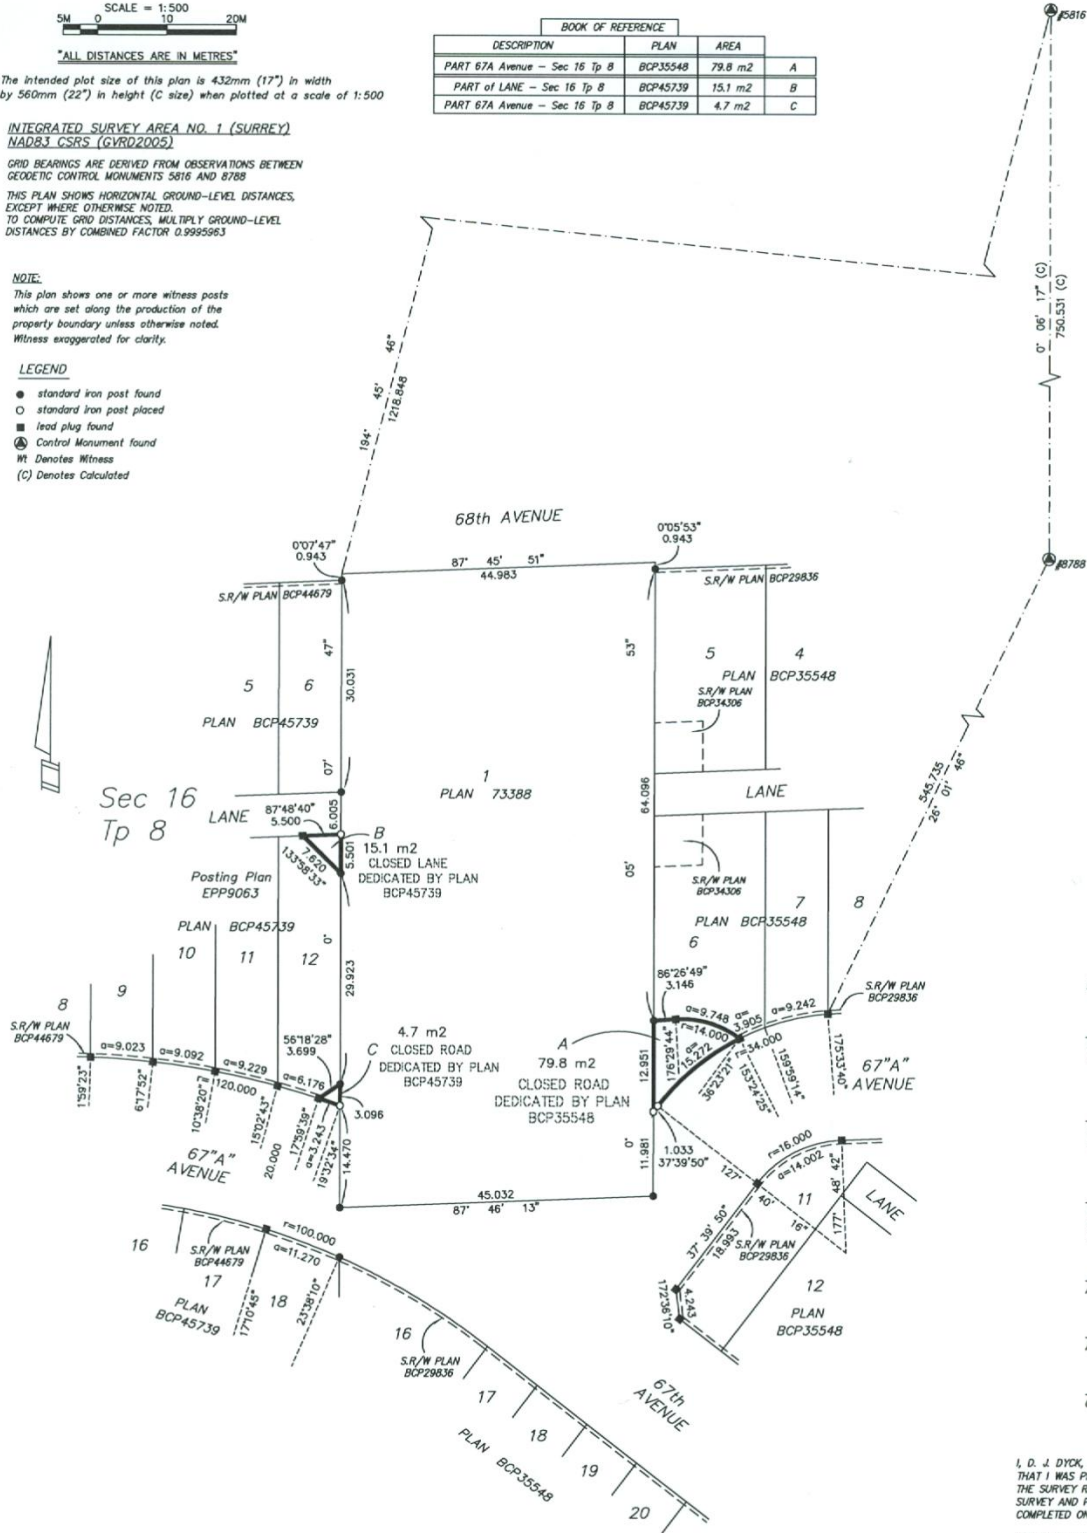 SCALE = 1:500
5M 0 10 20M
"ALL DISTANCES ARE IN METRES"
The intended plot size of this plan is 432mm (17") in width
by 560mm (22") in height (C size) when plotted at a scale of 1:500
INTEGRATED SURVEY AREA NO. 1 (SURREY)
NAD83 CSRS (GVRD2005)
GRID BEARINGS ARE DERIVED FROM OBSERVATIONS BETWEEN
GEODETIC CONTROL MONUMENTS 5816 AND 8788
THIS PLAN SHOWS HORIZONTAL GROUND-LEVEL DISTANCES,
EXCEPT WHERE OTHERWISE NOTED.
TO COMPUTE GRID DISTANCES, MULTIPLY GROUND-LEVEL
DISTANCES BY COMBINED FACTOR 0.9995963
NOTE:
This plan shows one or more witness posts
which are set along the production of the
property boundary unless otherwise noted.
Witness exaggerated for clarity.
LEGEND
standard iron post found
standard iron post placed
lead plug found
Control Monument found
Wt Denotes Witness
(C) Denotes Calculated
BOOK OF REFERENCE
DESCRIPTION PLAN AREA
PART 67A Avenue - Sec 16 Tp 8 BCP35548 79.8 m2 A
PART of LANE - Sec 16 Tp 8 BCP45739 15.1 m2 B
PART 67A Avenue - Sec 16 Tp 8 BCP45739 4.7 m2 C
#5816
0° 06' 17" (C)
750.531 (C)
#8788
545.735
26° 01' 46"
194° 45' 46"
1218.848
68th AVENUE
0°07'47"
0.943
87° 45' 51"
44.983
0°05'53"
0.943
S.R/W PLAN BCP44679
S.R/W PLAN BCP29836
5 6
PLAN BCP45739
0° 07' 47"
30.031
1
PLAN 73388
0° 05' 53"
64.096
5 4
PLAN BCP35548
S.R/W PLAN
BCP34306
LANE
Sec 16
Tp 8
LANE
87°48'40"
5.500
6.005
5.501
7.620
133°58'33"
B
15.1 m2
CLOSED LANE
DEDICATED BY PLAN
BCP45739
Posting Plan
EPP9063
PLAN BCP45739
8 9 10 11 12
29.923
S.R/W PLAN
BCP34306
PLAN BCP35548
6 7 8
S.R/W PLAN
BCP44679
a=9.023
a=9.092
a=9.229
r=120.000
a=6.176
1°59'23"
6°17'52"
10°38'20"
15°02'43"
20.000
17°59'39"
a=3.243
19°32'34"
56°18'28"
3.699
C
4.7 m2
CLOSED ROAD
DEDICATED BY PLAN
BCP45739
3.096
14.470
67"A"
AVENUE
A
79.8 m2
CLOSED ROAD
DEDICATED BY PLAN
BCP35548
12.951
86°26'49"
3.146
a=9.748
r=14.000
a=3.905
a=9.242
a=15.272
r=34.000
176°29'44"
36°23'21"
153°24'25"
159°59'14"
175°33'40"
S.R/W PLAN
BCP29836
67"A"
AVENUE
11.981
1.033
37°39'50"
45.032
87° 46' 13"
127° 40' 16"
r=16.000
a=14.002
177° 48' 42"
11
LANE
37° 39' 50"
18.993
S.R/W PLAN
BCP29836
4.243
172°36'10"
12
PLAN
BCP35548
16
S.R/W PLAN
BCP44679
r=100.000
a=11.270
17
PLAN
BCP45739
17°10'45"
18
23°38'10"
16
S.R/W PLAN
BCP29836
17
18
19
20
PLAN BCP35548
67th
AVENUE
I, D. J. DYCK,
THAT I WAS P
THE SURVEY R
SURVEY AND
COMPLETED ON